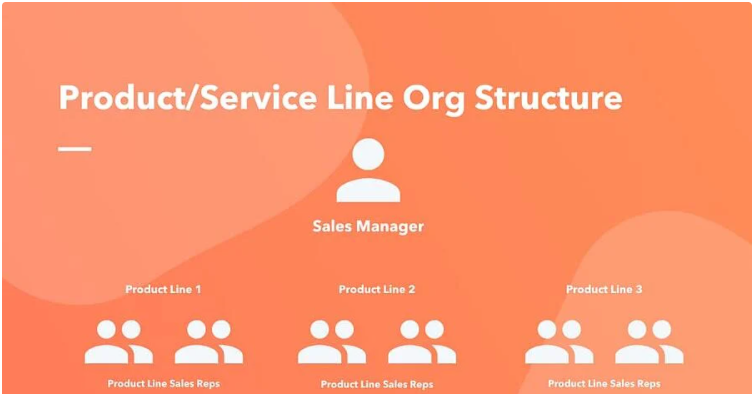 Product/Service Line Org Structure
Sales Manager
Product Line 1
Product Line 2
Product Line 3
Product Line Sales Reps
Product Line Sales Reps
Product Line Sales Reps